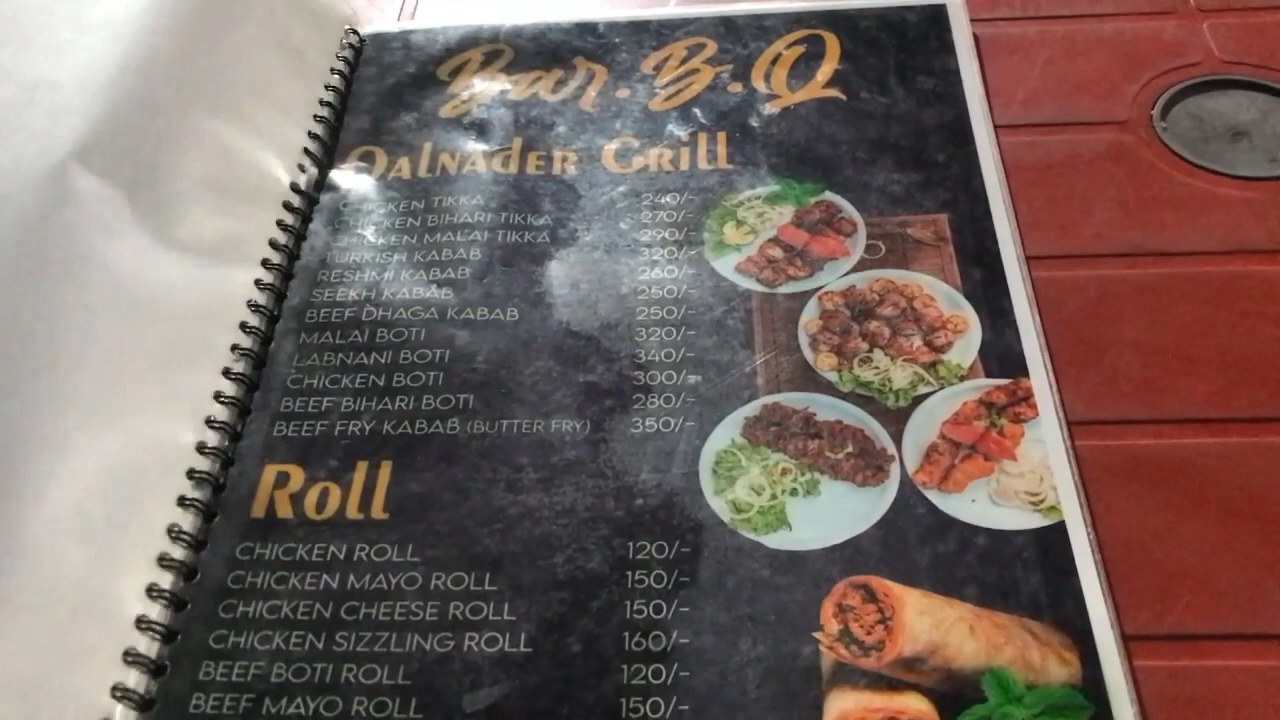 Bar.B.Q
Qalnader Grill
CHICKEN TIKKA 240/-
CHICKEN BIHARI TIKKA 270/-
CHICKEN MALAI TIKKA 290/-
TURKISH KABAB 320/-
RESHMI KABAB 260/-
SEEKH KABAB 250/-
BEEF DHAGA KABAB 250/-
MALAI BOTI 320/-
LABNANI BOTI 340/-
CHICKEN BOTI 300/-
BEEF BIHARI BOTI 280/-
BEEF FRY KABAB (BUTTER FRY) 350/-
Roll
CHICKEN ROLL 120/-
CHICKEN MAYO ROLL 150/-
CHICKEN CHEESE ROLL 150/-
CHICKEN SIZZLING ROLL 160/-
BEEF BOTI ROLL 120/-
BEEF MAYO ROLL 150/-